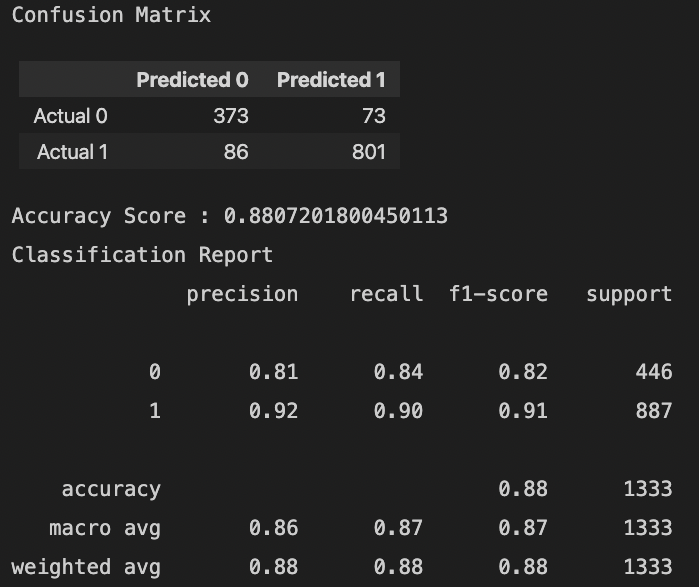 Confusion Matrix
Predicted 0 Predicted 1
Actual 0 373 73
Actual 1 86 801
Accuracy Score : 0.8807201800450113
Classification Report
precision recall f1-score support
0 0.81 0.84 0.82 446
1 0.92 0.90 0.91 887
accuracy 0.88 1333
macro avg 0.86 0.87 0.87 1333
weighted avg 0.88 0.88 0.88 1333